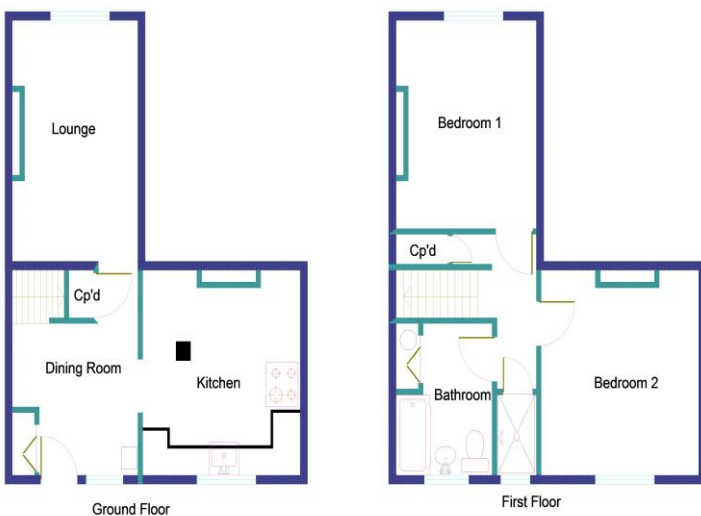 Lounge
Cp'd
Dining Room
Kitchen
Ground Floor
Bedroom 1
Cp'd
Bathroom
Bedroom 2
First Floor